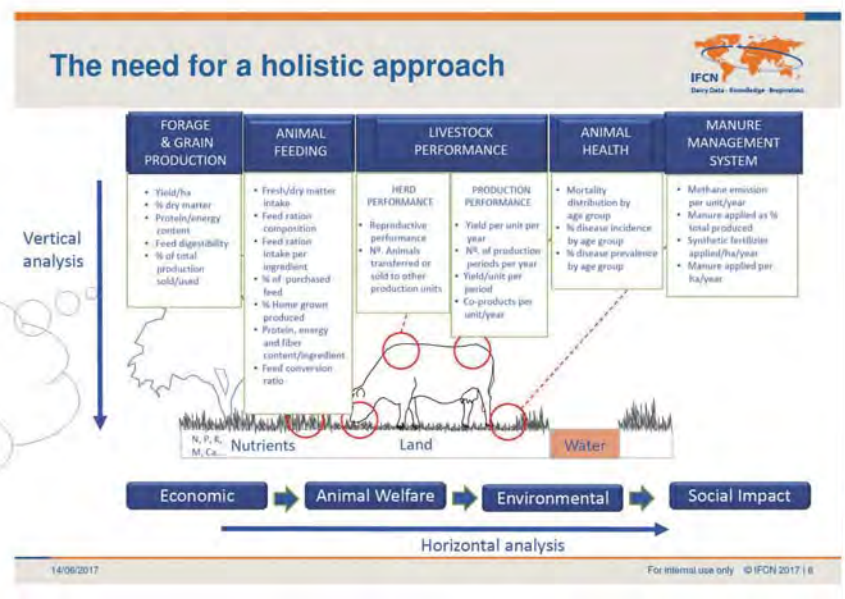 The need for a holistic approach
IFCN
Dairy Data - Knowledge - Inspiration
FORAGE
& GRAIN
PRODUCTION
• Yield/ha
• % dry matter
• Protein/energy
content
• Feed digestibility
• % of total
production
sold/used
ANIMAL
FEEDING
• Fresh/dry matter
intake
• Feed ration
composition
• Feed ration
intake per
ingredient
• % of purchased
feed
• % Home grown
produced
• Protein, energy
and fiber
content/ingredient
• Feed conversion
ratio
LIVESTOCK
PERFORMANCE
HERD
PERFORMANCE
• Reproductive
performance
• Nº. Animals
transferred or
sold to other
production units
PRODUCTION
PERFORMANCE
• Yield per unit per
year
• Nº. of production
periods per year
• Yield/unit per
period
• Co-products per
unit/year
ANIMAL
HEALTH
• Mortality
distribution by
age group
• % disease incidence
by age group
• % disease prevalence
by age group
MANURE
MANAGEMENT
SYSTEM
• Methane emission
per unit/year
• Manure applied as %
total produced
• Synthetic fertilizer
applied/ha/year
• Manure applied per
ha/year
Vertical
analysis
N, P, K,
M, Ca...
Nutrients
Land
Water
Economic
Animal Welfare
Environmental
Social Impact
Horizontal analysis
14/06/2017
For internal use only © IFCN 2017 | 6